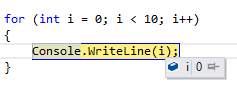 for (int i = 0; i < 10; i++)
{
Console.WriteLine(i);
i 0
}